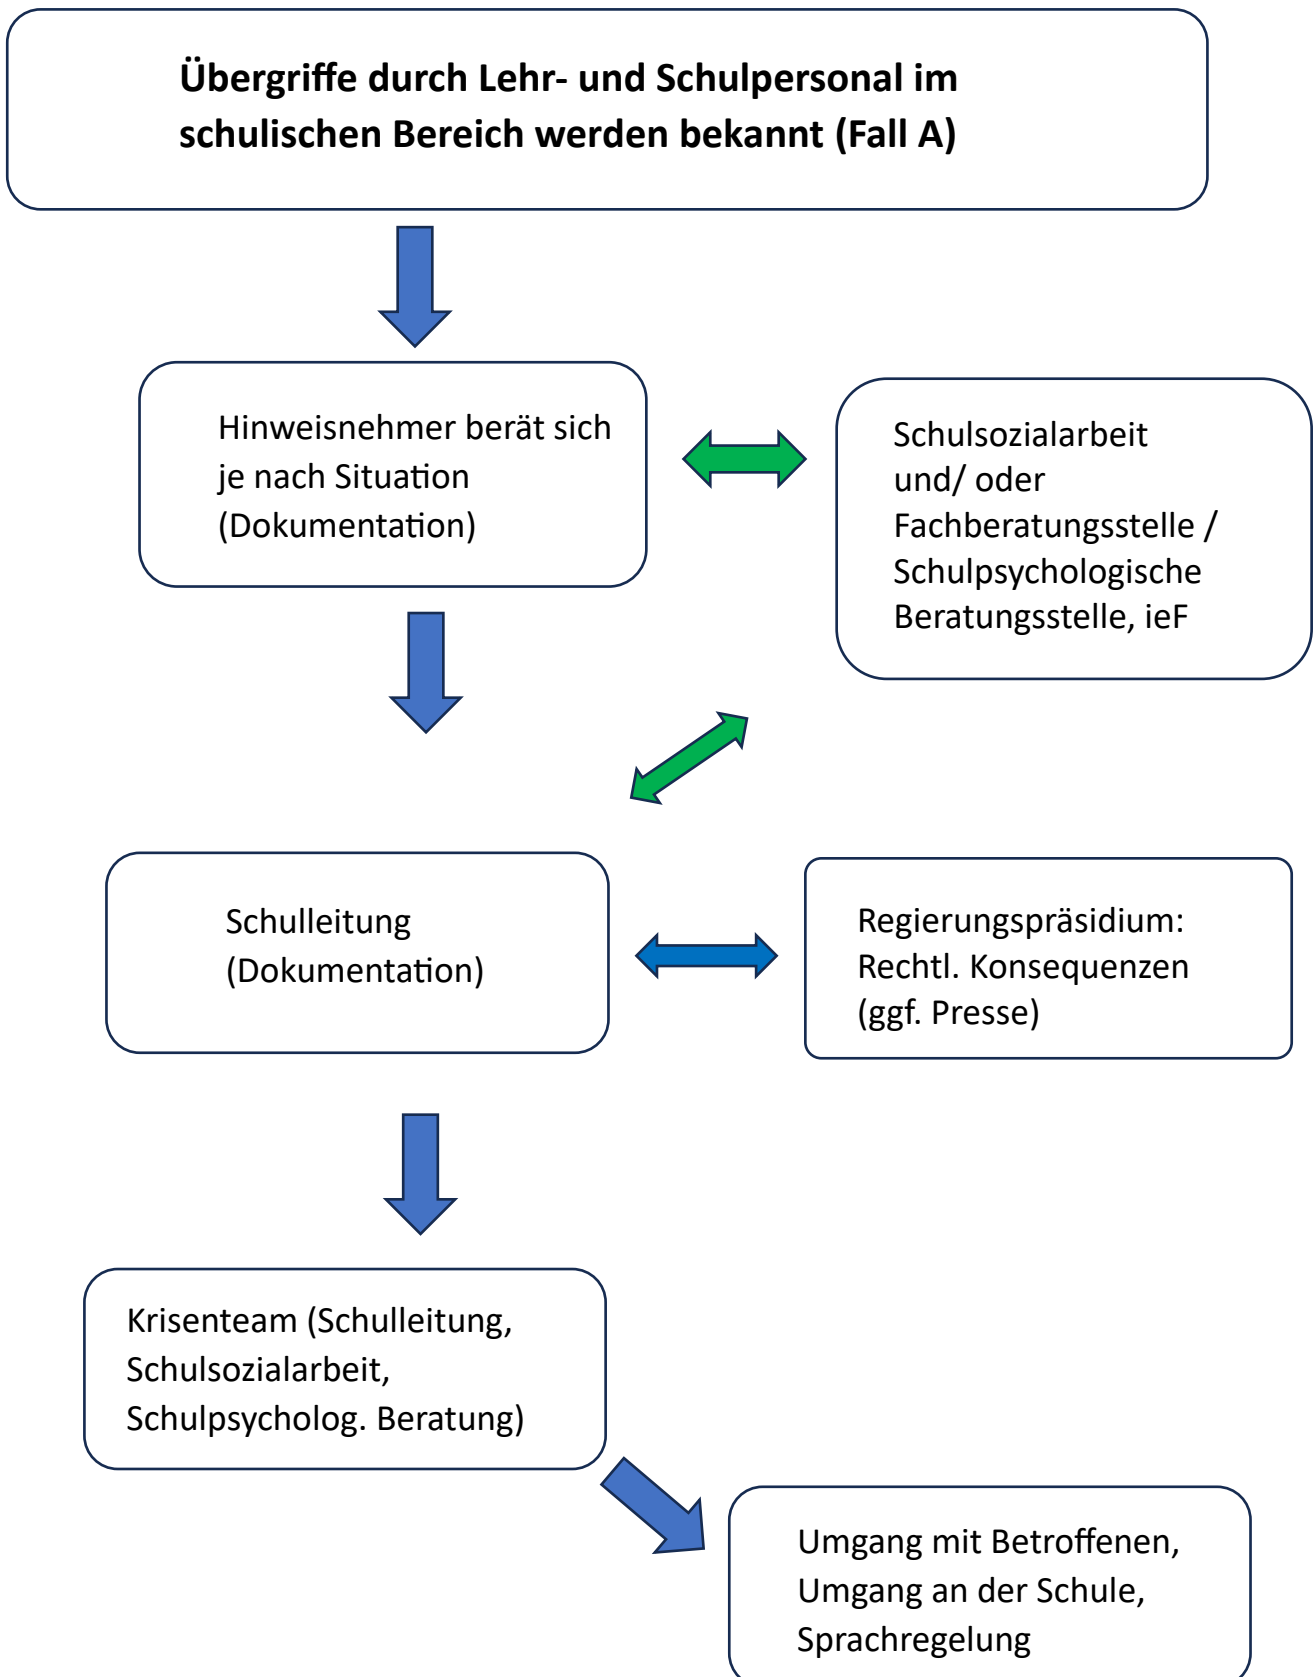 Übergriffe durch Lehr- und Schulpersonal im
schulischen Bereich werden bekannt (Fall A)
Hinweisnehmer berät sich
je nach Situation
(Dokumentation)
Schulsozialarbeit
und/ oder
Fachberatungsstelle /
Schulpsychologische
Beratungsstelle, ieF
Schulleitung
(Dokumentation)
Regierungspräsidium:
Rechtl. Konsequenzen
(ggf. Presse)
Krisenteam (Schulleitung,
Schulsozialarbeit,
Schulpsycholog. Beratung)
Umgang mit Betroffenen,
Umgang an der Schule,
Sprachregelung